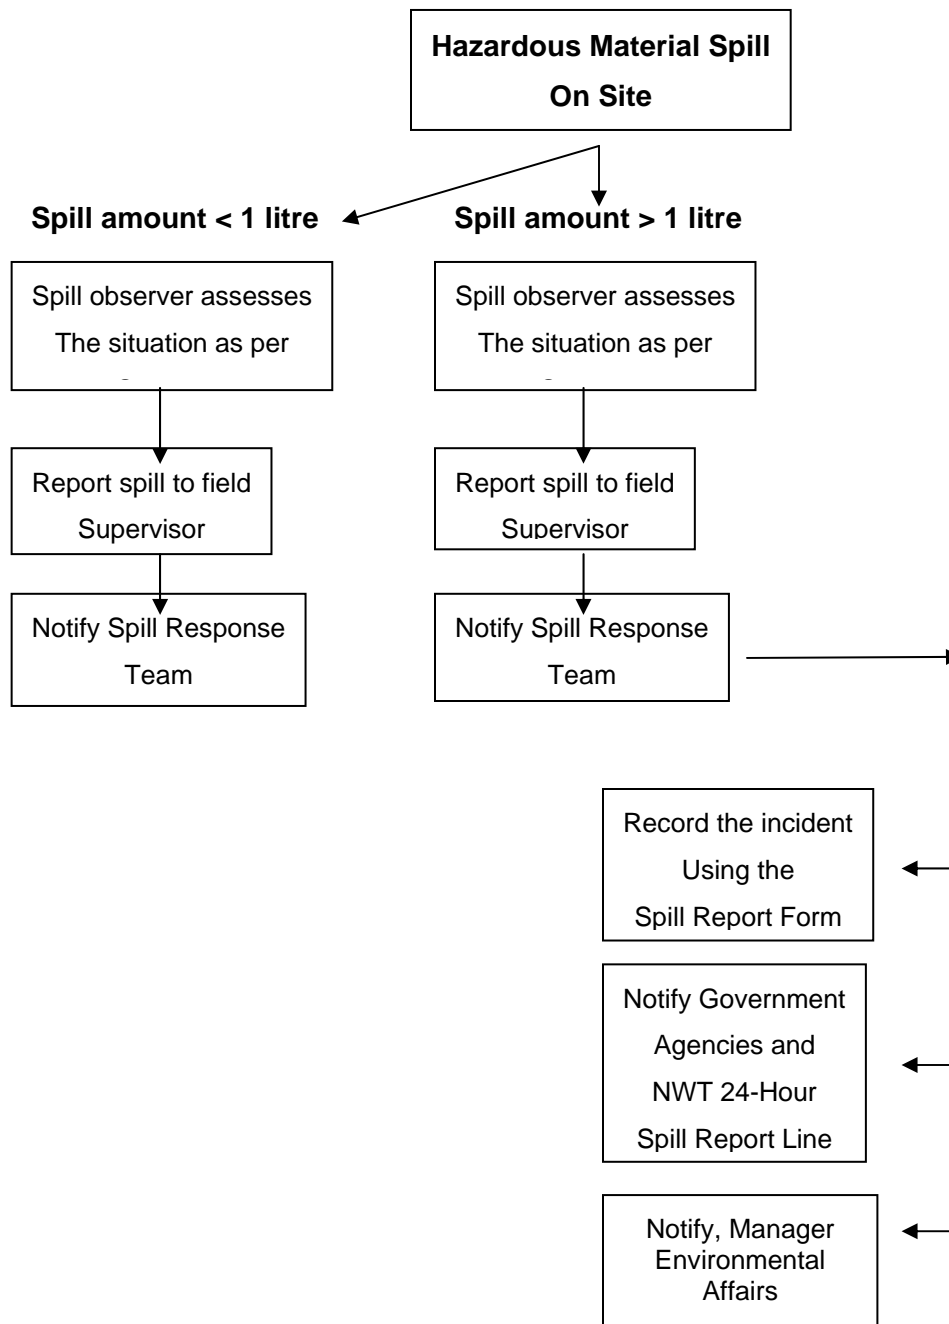 Hazardous Material Spill
On Site
Spill amount < 1 litre
Spill amount > 1 litre
Spill observer assesses
The situation as per
Spill observer assesses
The situation as per
Report spill to field
Supervisor
Report spill to field
Supervisor
Notify Spill Response
Team
Notify Spill Response
Team
Record the incident
Using the
Spill Report Form
Notify Government
Agencies and
NWT 24-Hour
Spill Report Line
Notify, Manager
Environmental
Affairs